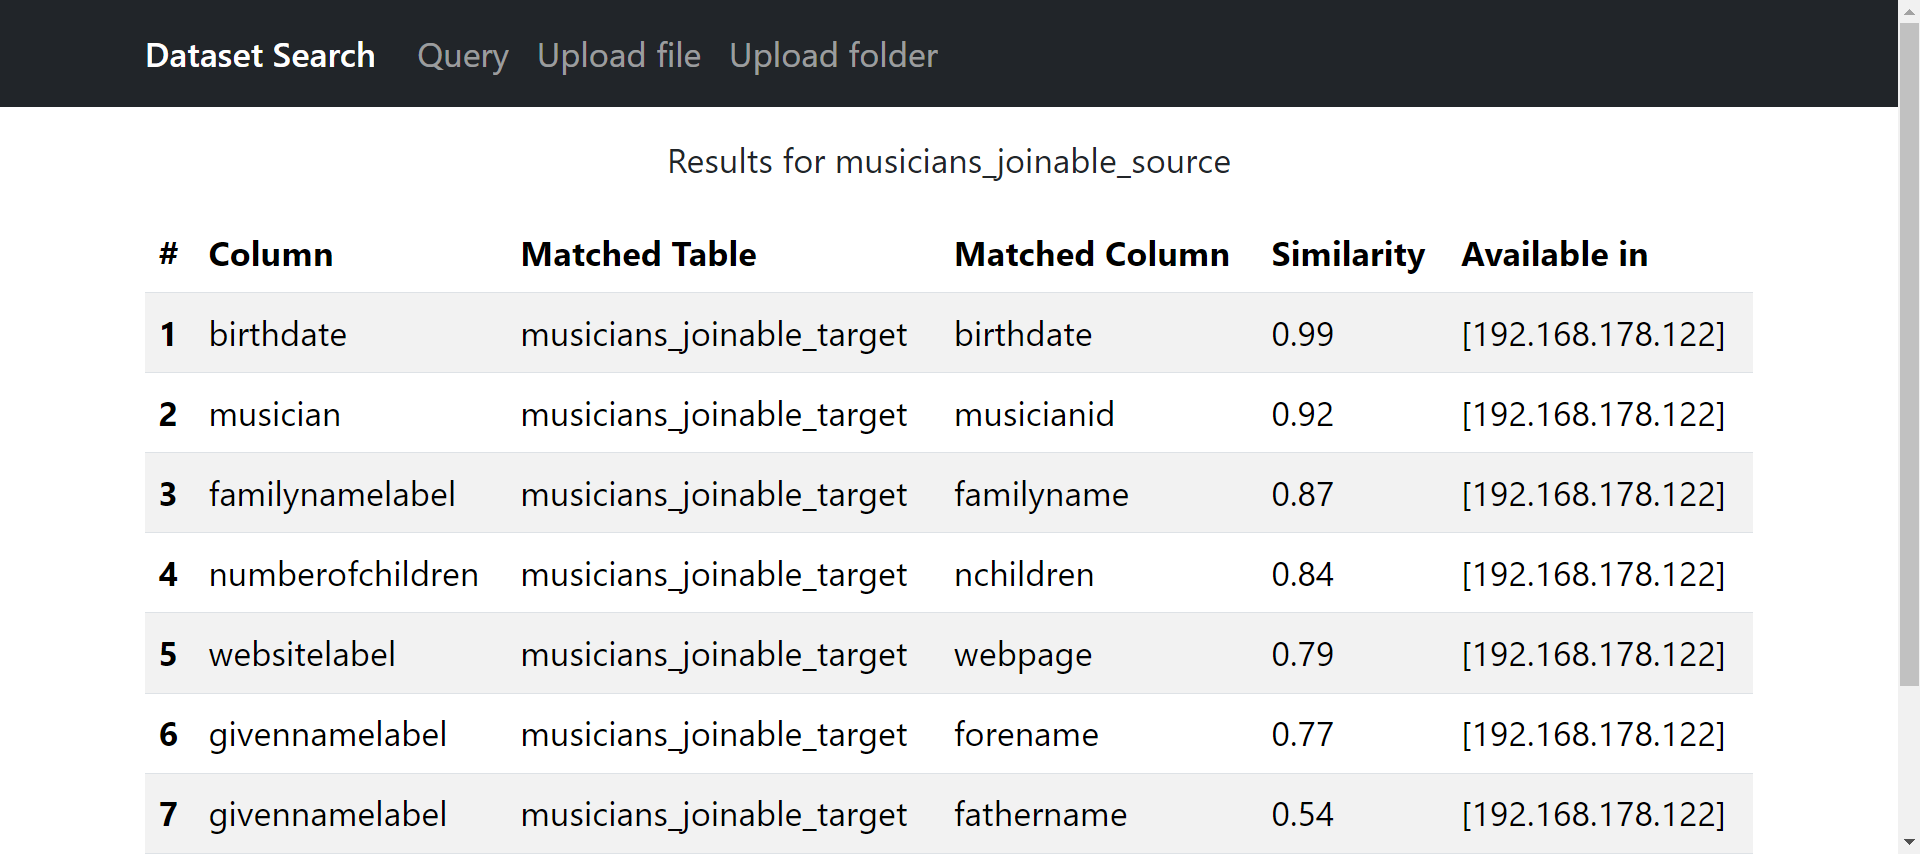 Dataset Search Query Upload file Upload folder
Results for musicians_joinable_source
# Column Matched Table Matched Column Similarity Available in
1 birthdate musicians_joinable_target birthdate 0.99 [192.168.178.122]
2 musician musicians_joinable_target musicianid 0.92 [192.168.178.122]
3 familynamelabel musicians_joinable_target familyname 0.87 [192.168.178.122]
4 numberofchildren musicians_joinable_target nchildren 0.84 [192.168.178.122]
5 websitelabel musicians_joinable_target webpage 0.79 [192.168.178.122]
6 givennamelabel musicians_joinable_target forename 0.77 [192.168.178.122]
7 givennamelabel musicians_joinable_target fathername 0.54 [192.168.178.122]